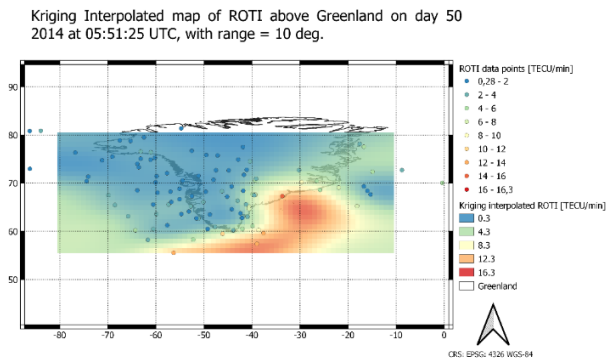 Kriging Interpolated map of ROTI above Greenland on day 50
2014 at 05:51:25 UTC, with range = 10 deg.
ROTI data points [TECU/min]
0,28 - 2
2 - 4
4 - 6
6 - 8
8 - 10
10 - 12
12 - 14
14 - 16
16 - 16,3
Kriging interpolated ROTI [TECU/min]
0.3
4.3
8.3
12.3
16.3
Greenland
90
80
70
60
50
-80 -70 -60 -50 -40 -30 -20 -10 0
CRS: EPSG: 4326 WGS-84